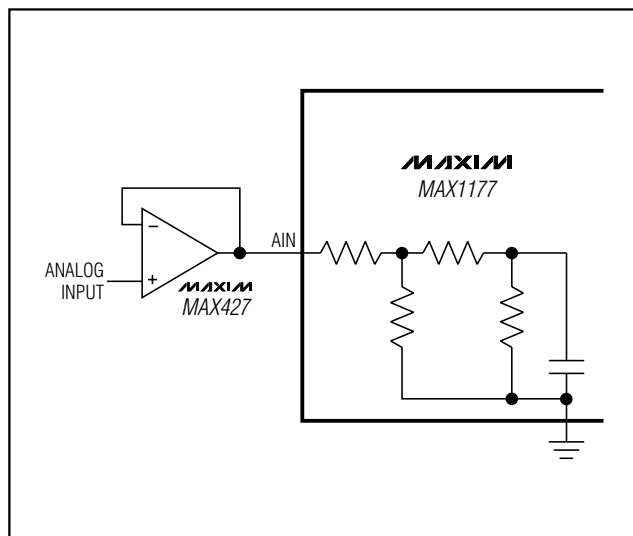 MAXIM
MAX1177
AIN
−
ANALOG
INPUT
+
MAXIM
MAX427